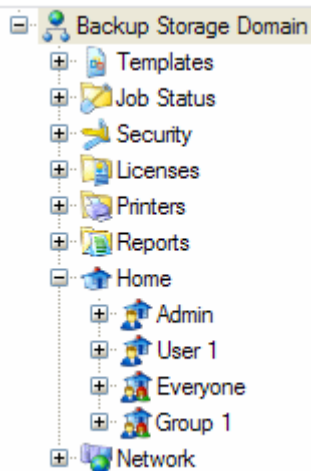 Backup Storage Domain
Templates
Job Status
Security
Licenses
Printers
Reports
Home
Admin
User 1
Everyone
Group 1
Network